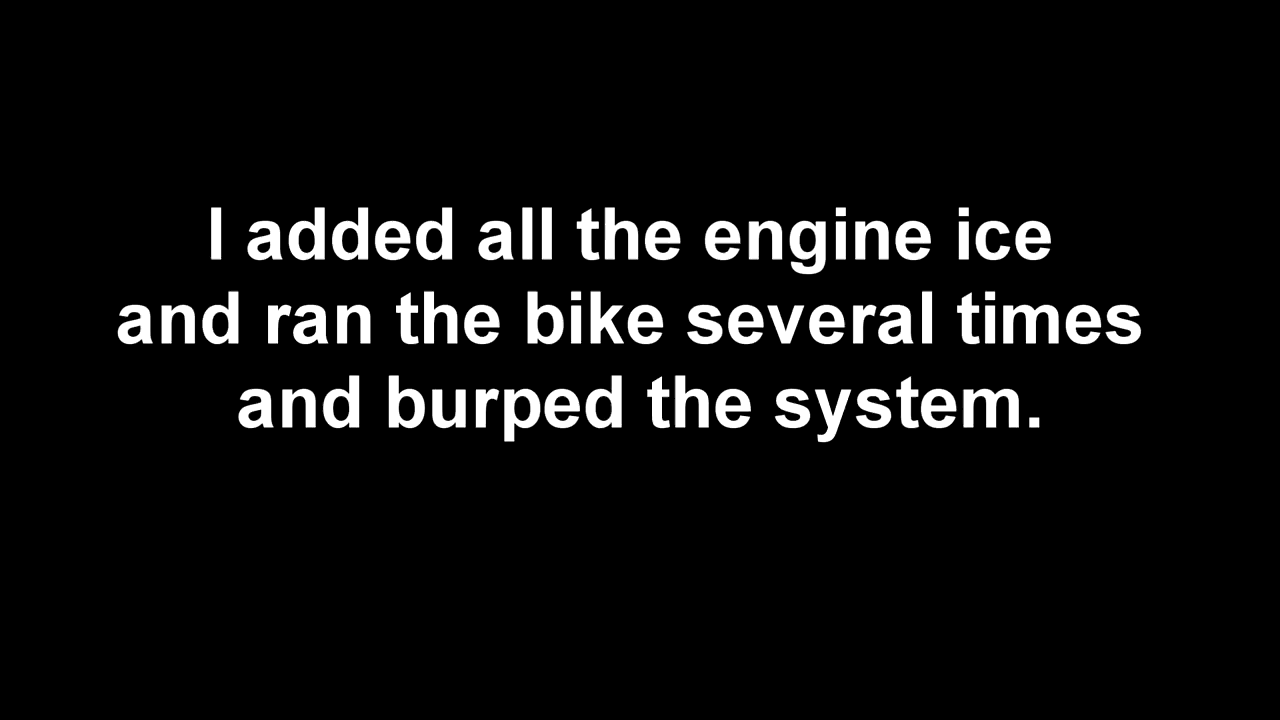 I added all the engine ice
and ran the bike several times
and burped the system.